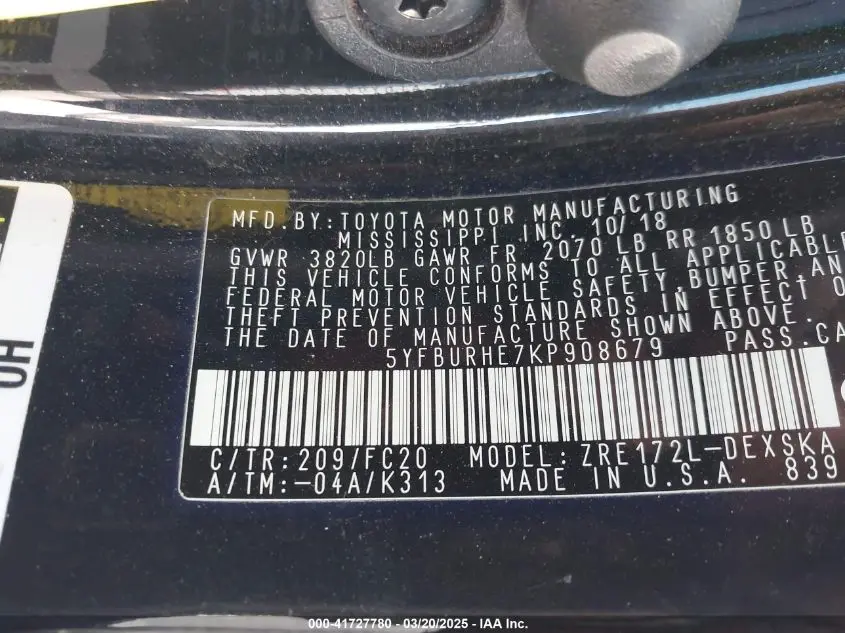 MFD.BY:TOYOTA MOTOR MANUFACTURING
MISSISSIPPI INC. 10/18
GVWR 3820LB GAWR FR 2070 LB RR 1850 LB
THIS VEHICLE CONFORMS TO ALL APPLICABLE
FEDERAL MOTOR VEHICLE SAFETY,BUMPER,AN
THEFT PREVENTION STANDARDS IN EFFECT O
THE DATE OF MANUFACTURE SHOWN ABOVE.
5YFBURHE7KP908679 PASS.CA
C/TR:209/FC20 MODEL:ZRE172L-DEXSKA
A/TM:-04A/K313 MADE IN U.S.A. 839
HO
000-41727780 - 03/20/2025 - IAA Inc.